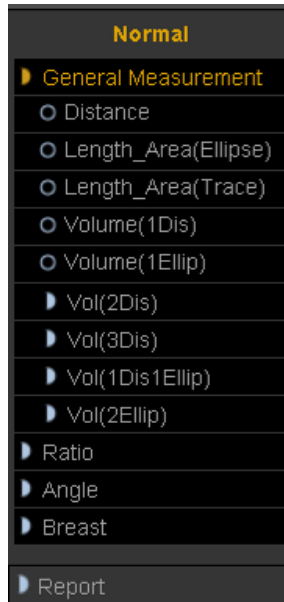 Normal
General Measurement
Distance
Length_Area(Ellipse)
Length_Area(Trace)
Volume(1Dis)
Volume(1Ellip)
Vol(2Dis)
Vol(3Dis)
Vol(1Dis1Ellip)
Vol(2Ellip)
Ratio
Angle
Breast
Report